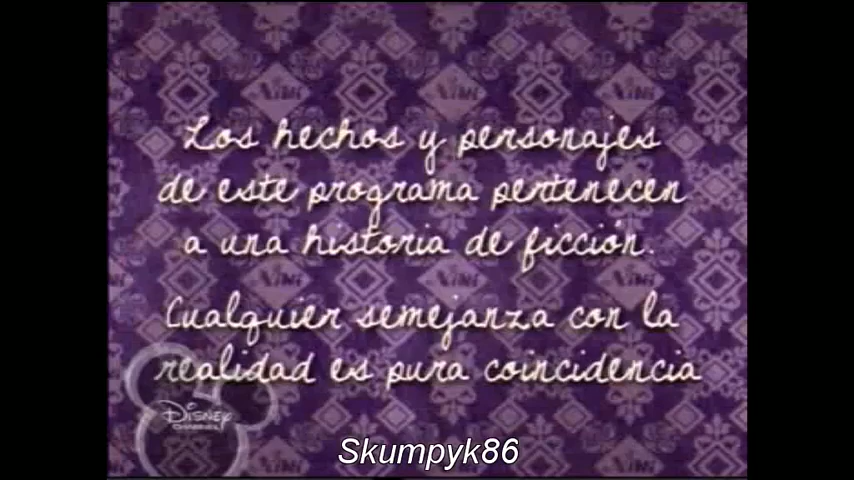 Los hechos y personajes
de este programa pertenecen
a una historia de ficción.
Cualquier semejanza con la
realidad es pura coincidencia
DISNEY
CHANNEL
Skumpyk86